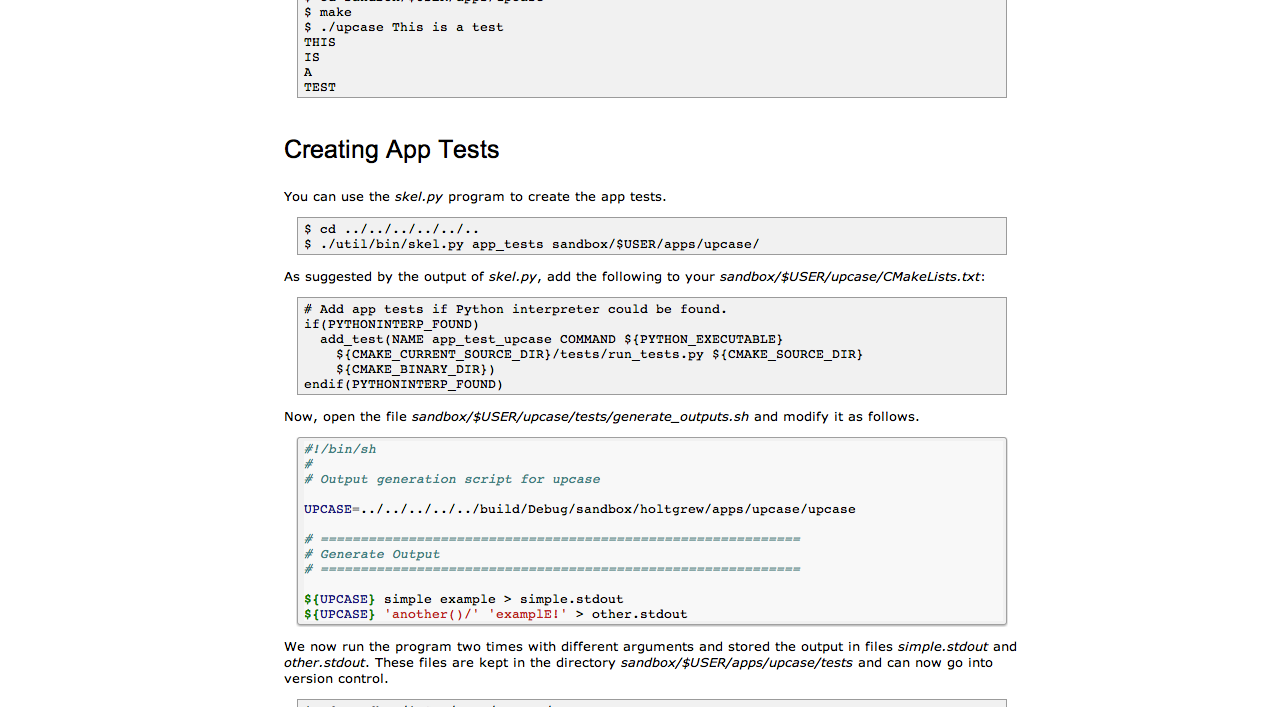 $ make
$ ./upcase This is a test
THIS
IS
A
TEST
Creating App Tests
You can use the skel.py program to create the app tests.
$ cd ../../../../../..
$ ./util/bin/skel.py app_tests sandbox/$USER/apps/upcase/
As suggested by the output of skel.py, add the following to your sandbox/$USER/upcase/CMakeLists.txt:
# Add app tests if Python interpreter could be found.
if(PYTHONINTERP_FOUND)
  add_test(NAME app_test_upcase COMMAND ${PYTHON_EXECUTABLE}
    ${CMAKE_CURRENT_SOURCE_DIR}/tests/run_tests.py ${CMAKE_SOURCE_DIR}
    ${CMAKE_BINARY_DIR})
endif(PYTHONINTERP_FOUND)
Now, open the file sandbox/$USER/upcase/tests/generate_outputs.sh and modify it as follows.
#!/bin/sh
#
# Output generation script for upcase
UPCASE=../../../../../build/Debug/sandbox/holtgrew/apps/upcase/upcase
# ============================================================
# Generate Output
# ============================================================
${UPCASE} simple example > simple.stdout
${UPCASE} 'another()/' 'examplE!' > other.stdout
We now run the program two times with different arguments and stored the output in files simple.stdout and
other.stdout. These files are kept in the directory sandbox/$USER/apps/upcase/tests and can now go into
version control.